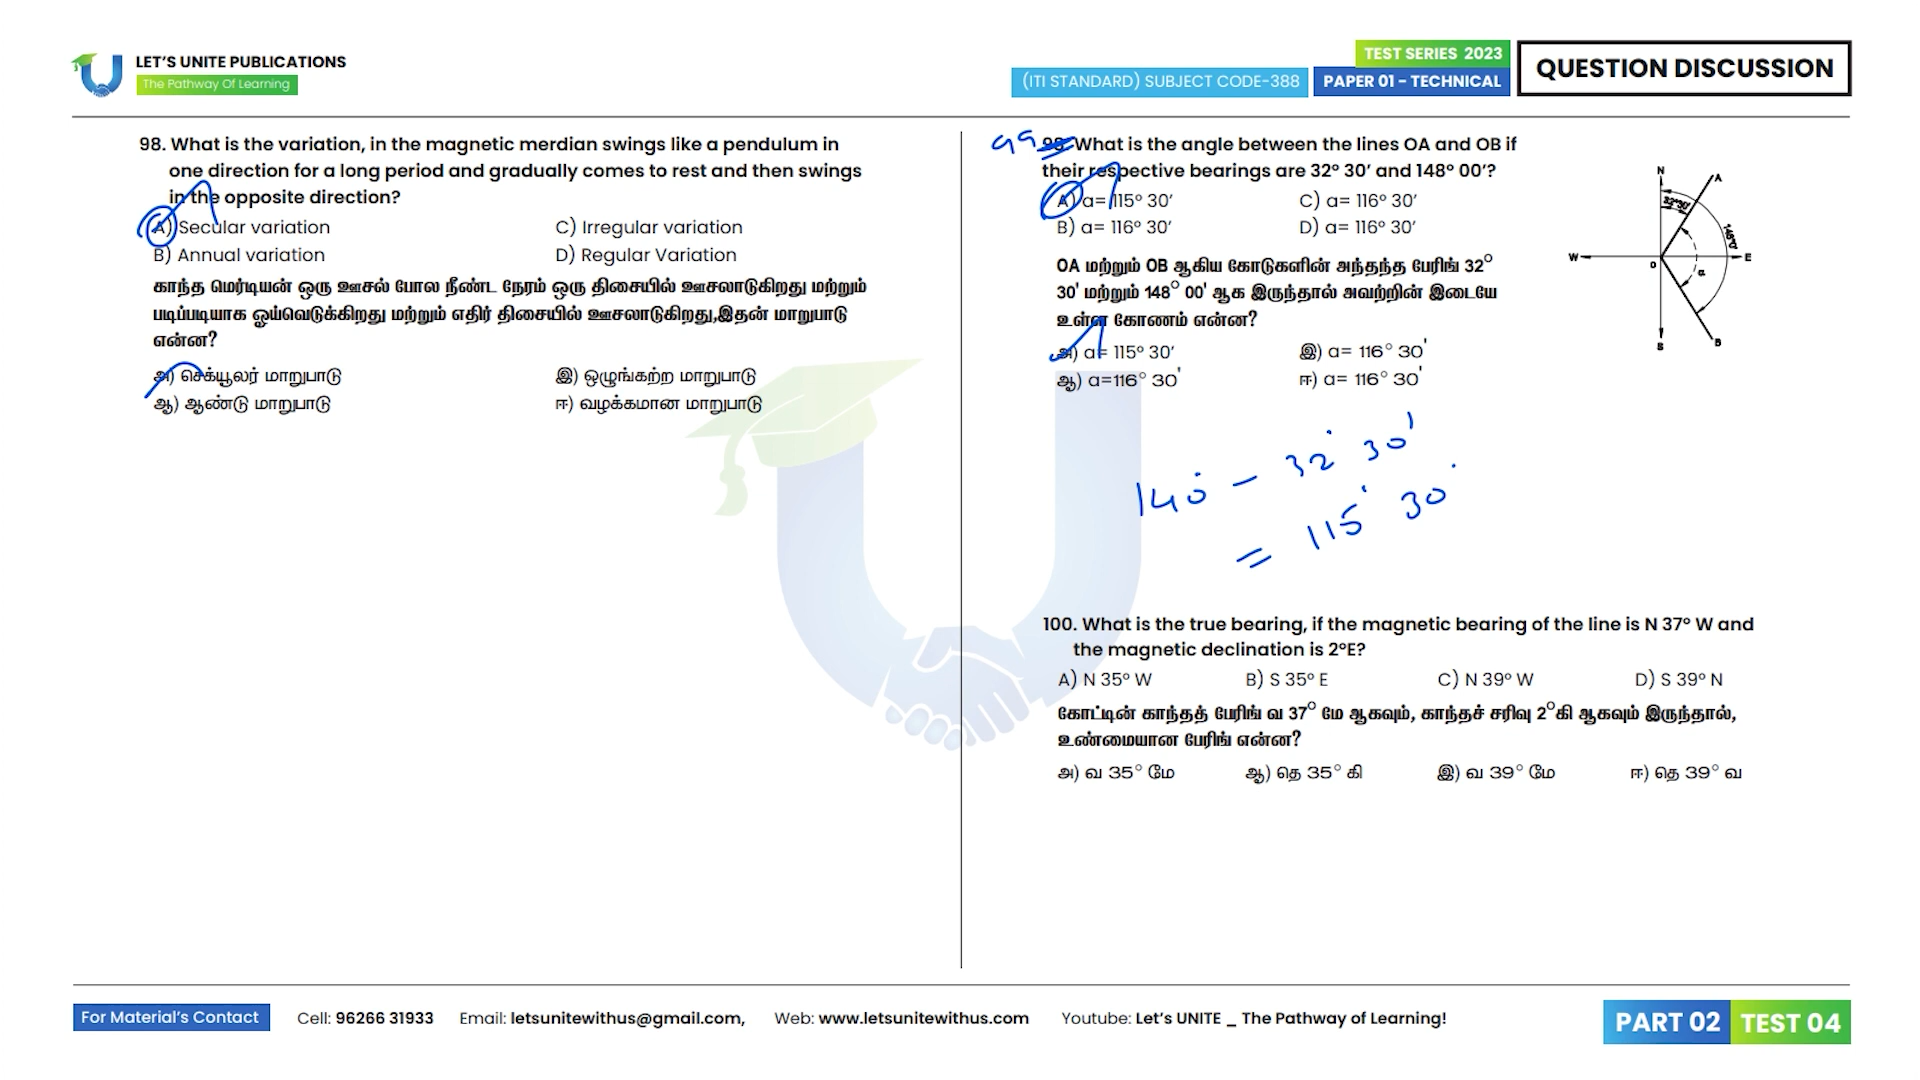 LET'S UNITE PUBLICATIONS
The Pathway Of Learning
TEST SERIES 2023
(ITI STANDARD) SUBJECT CODE-388
PAPER 01 - TECHNICAL
QUESTION DISCUSSION
98. What is the variation, in the magnetic merdian swings like a pendulum in
one direction for a long period and gradually comes to rest and then swings
in the opposite direction?
A) Secular variation
C) Irregular variation
B) Annual variation
D) Regular Variation
காந்த மெர்டியன் ஒரு ஊசல் போல நீண்ட நேரம் ஒரு திசையில் ஊசலாடுகிறது மற்றும்
படிப்படியாக ஓய்வெடுக்கிறது மற்றும் எதிர் திசையில் ஊசலாடுகிறது,இதன் மாறுபாடு
என்ன?
அ) செக்யூலர் மாறுபாடு
இ) ஒழுங்கற்ற மாறுபாடு
ஆ) ஆண்டு மாறுபாடு
ஈ) வழக்கமான மாறுபாடு
99 98. What is the angle between the lines OA and OB if
their respective bearings are 32° 30' and 148° 00'?
A) α= 115° 30'
C) α= 116° 30'
B) α= 116° 30'
D) α= 116° 30'
OA மற்றும் OB ஆகிய கோடுகளின் அந்தந்த பேரிங் 32°
30' மற்றும் 148° 00' ஆக இருந்தால் அவற்றின் இடையே
உள்ள கோணம் என்ன?
அ) α= 115° 30'
இ) α= 116° 30'
ஆ) α=116° 30'
ஈ) α= 116° 30'
N
A
32°30'
148°0'
W
O
α
E
S
B
140° - 32° 30'
= 115° 30'
100. What is the true bearing, if the magnetic bearing of the line is N 37° W and
the magnetic declination is 2°E?
A) N 35° W
B) S 35° E
C) N 39° W
D) S 39° N
கோட்டின் காந்தத் பேரிங் வ 37° மே ஆகவும், காந்தச் சரிவு 2°கி ஆகவும் இருந்தால்,
உண்மையான பேரிங் என்ன?
அ) வ 35° மே
ஆ) தெ 35° கி
இ) வ 39° மே
ஈ) தெ 39° வ
For Material's Contact
Cell: 96266 31933
Email: letsunitewithus@gmail.com,
Web: www.letsunitewithus.com
Youtube: Let's UNITE _ The Pathway of Learning!
PART 02
TEST 04